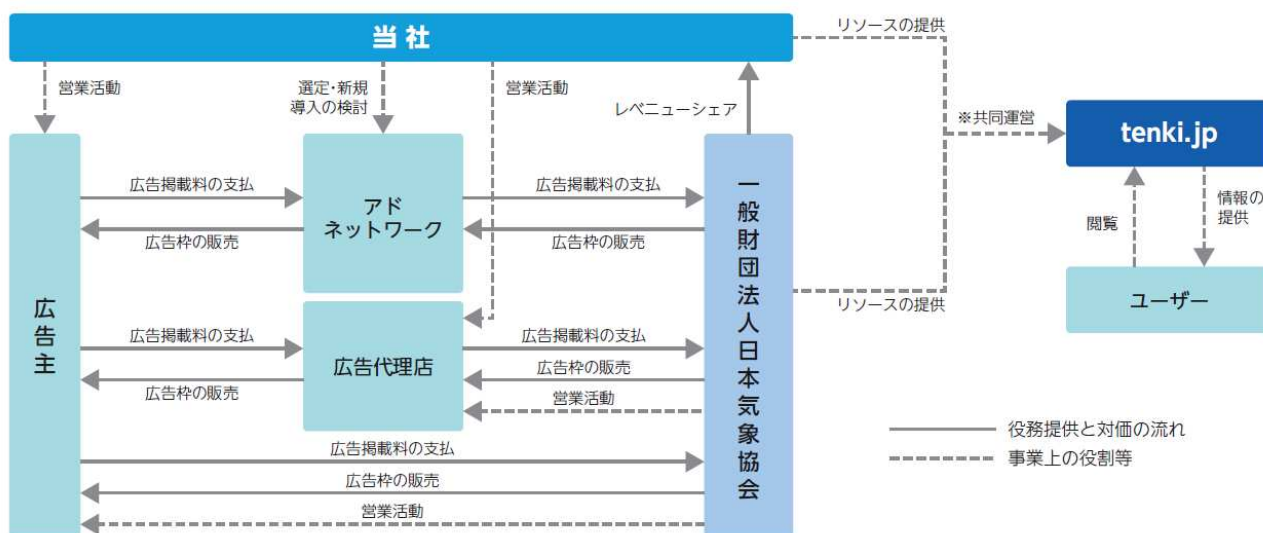 当社
リソースの提供
営業活動
選定・新規
導入の検討
営業活動
レベニューシェア
※共同運営
tenki.jp
広告掲載料の支払
アド
ネットワーク
広告掲載料の支払
広告枠の販売
広告枠の販売
一般財団法人日本気象協会
閲覧
情報の
提供
広告主
リソースの提供
ユーザー
広告掲載料の支払
広告代理店
広告掲載料の支払
広告枠の販売
広告枠の販売
営業活動
広告掲載料の支払
役務提供と対価の流れ
広告枠の販売
事業上の役割等
営業活動